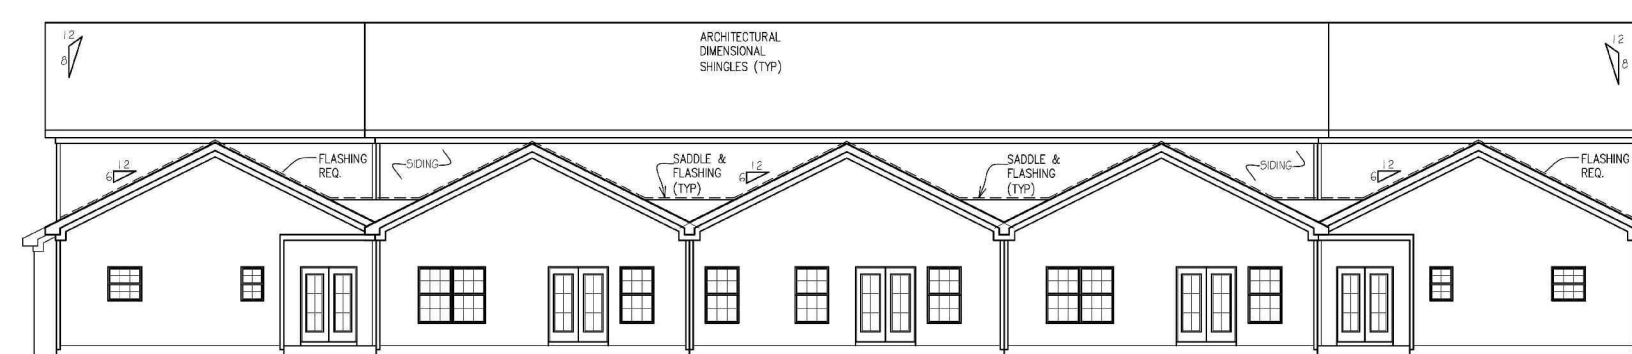 12
8
ARCHITECTURAL
DIMENSIONAL
SHINGLES (TYP)
12
8
12
6
FLASHING
REQ.
SIDING
SADDLE &
FLASHING
(TYP)
12
6
SADDLE &
FLASHING
(TYP)
SIDING
12
6
FLASHING
REQ.